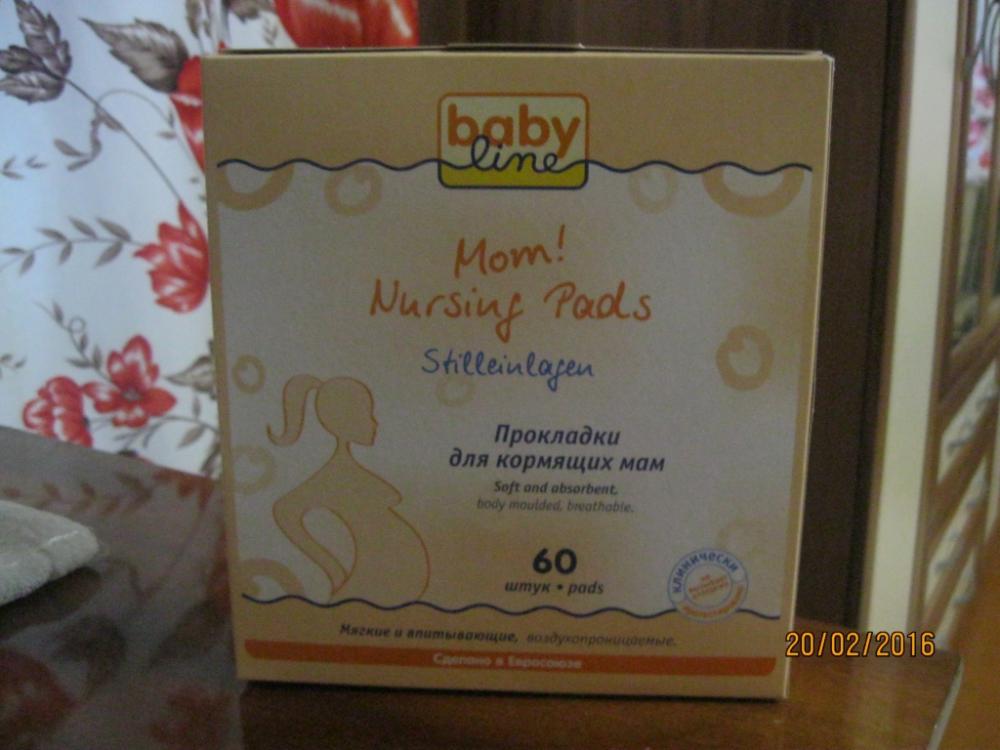 baby
line
Mom!
Nursing Pads
Stilleinlagen
Прокладки
для кормящих мам
Soft and absorbent,
body moulded, breathable.
60
штук • pads
клинически
Мягкие и впитывающие, воздухопроницаемые.
Сделано в Евросоюзе
20/02/2016